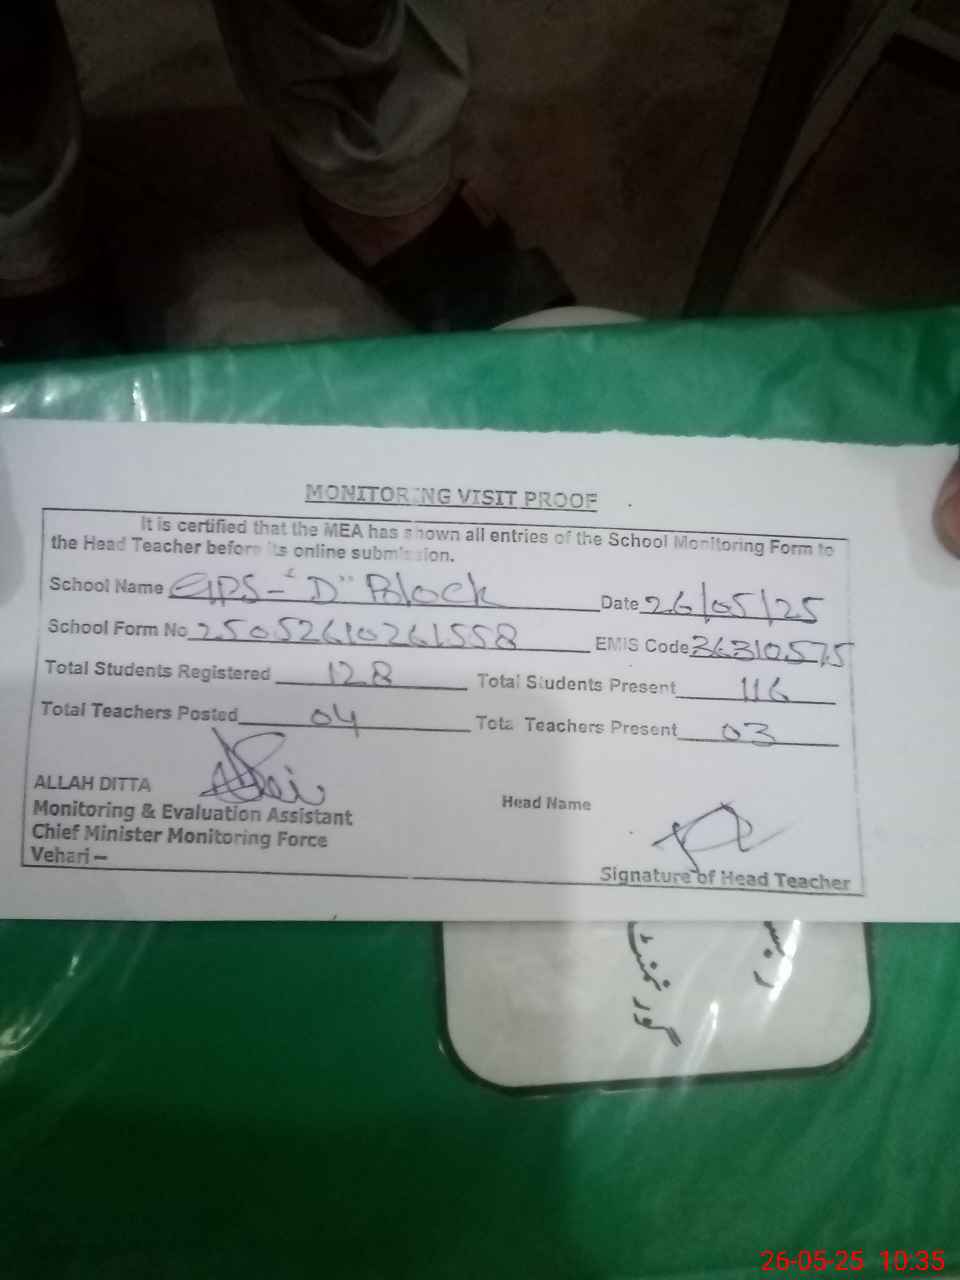 MONITORING VISIT PROOF
It is certified that the MEA has shown all entries of the School Monitoring Form to
the Head Teacher before its online submission.
School Name GPS-"D" Block Date 26/05/25
School Form No 25052610261558 EMIS Code 36310575
Total Students Registered 128 Total Students Present 116
Total Teachers Posted 04 Total Teachers Present 03
ALLAH DITTA
Monitoring & Evaluation Assistant
Chief Minister Monitoring Force
Vehari –
Head Name
Signature of Head Teacher
26-05-25 10:35